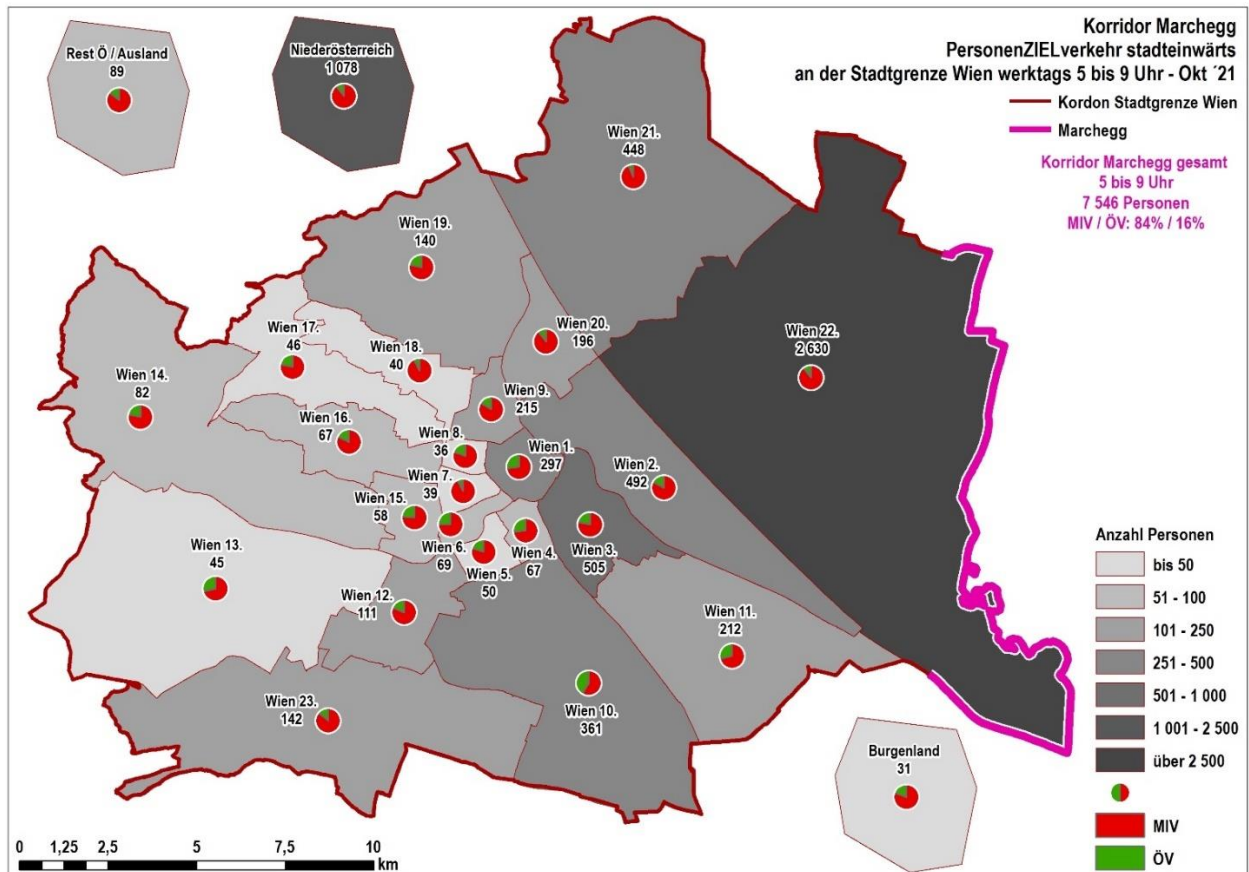 Korridor Marchegg
PersonenZIELverkehr stadteinwärts
an der Stadtgrenze Wien werktags 5 bis 9 Uhr - Okt ´21
Kordon Stadtgrenze Wien
Marchegg
Korridor Marchegg gesamt
5 bis 9 Uhr
7 546 Personen
MIV / ÖV: 84% / 16%
Rest Ö / Ausland
89
Niederösterreich
1 078
Wien 21.
448
Wien 19.
140
Wien 20.
196
Wien 22.
2 630
Wien 17.
46
Wien 18.
40
Wien 14.
82
Wien 9.
215
Wien 16.
67
Wien 8.
36
Wien 1.
297
Wien 2.
492
Wien 7.
39
Wien 15.
58
Wien 6.
69
Wien 5.
50
Wien 4.
67
Wien 3.
505
Wien 13.
45
Wien 12.
111
Wien 11.
212
Wien 23.
142
Wien 10.
361
Burgenland
31
Anzahl Personen
bis 50
51 - 100
101 - 250
251 - 500
501 - 1 000
1 001 - 2 500
über 2 500
MIV
ÖV
0 1,25 2,5 5 7,5 10
km